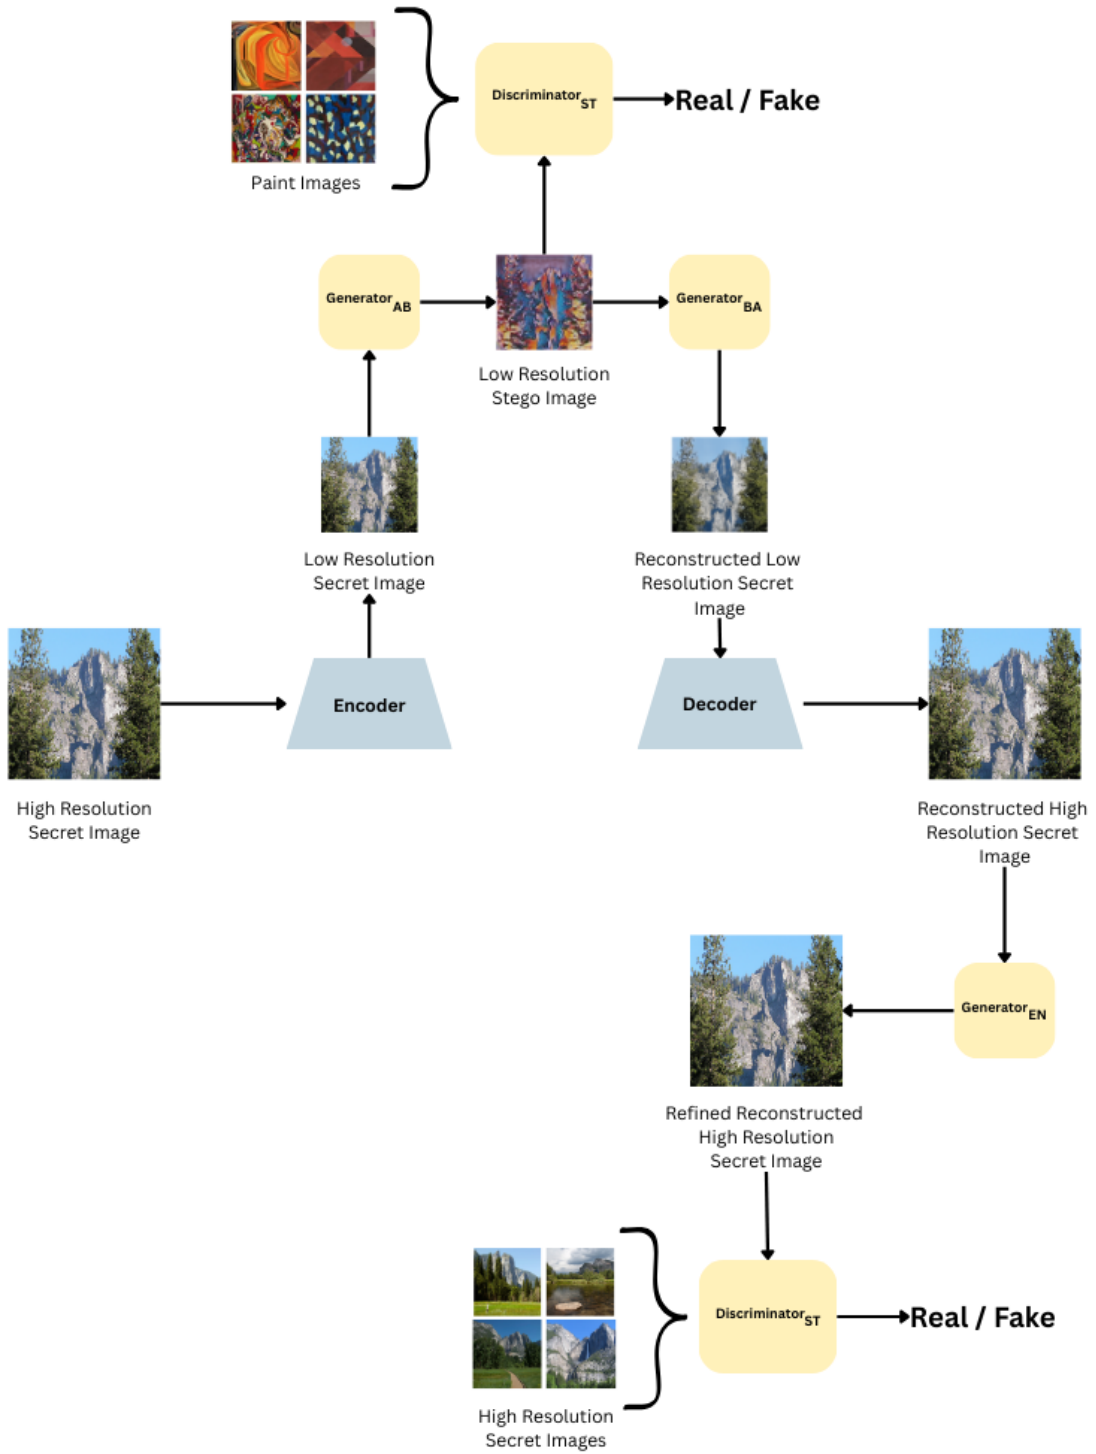 Paint Images
Discriminator ST
Real / Fake
Generator AB
Low Resolution
Stego Image
Generator BA
Low Resolution
Secret Image
Reconstructed Low
Resolution Secret
Image
High Resolution
Secret Image
Encoder
Decoder
Reconstructed High
Resolution Secret
Image
Generator EN
Refined Reconstructed
High Resolution
Secret Image
High Resolution
Secret Images
Discriminator ST
Real / Fake